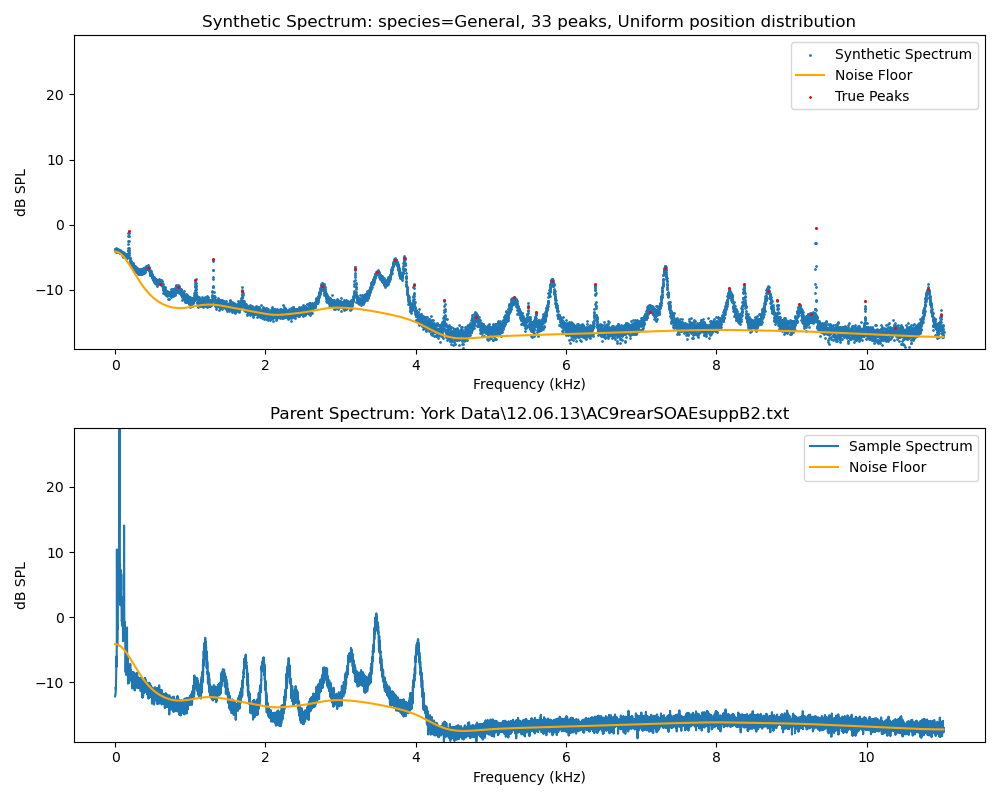 Synthetic Spectrum: species=General, 33 peaks, Uniform position distribution
dB SPL
20
10
0
−10
Synthetic Spectrum
Noise Floor
True Peaks
0 2 4 6 8 10
Frequency (kHz)
Parent Spectrum: York Data\12.06.13\AC9rearSOAEsuppB2.txt
dB SPL
20
10
0
−10
Sample Spectrum
Noise Floor
0 2 4 6 8 10
Frequency (kHz)